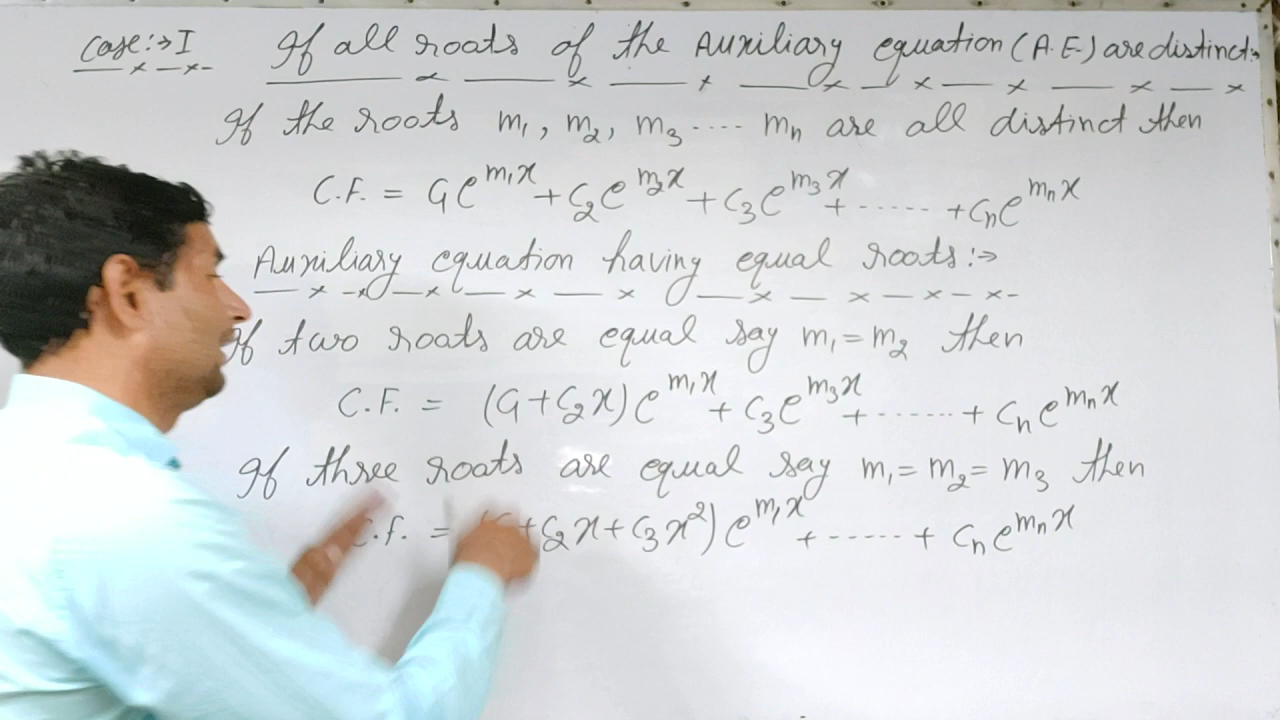 Case:→I If all roots of the Auxiliary equation (A.E.) are distinct:→
If the roots m₁, m₂, m₃ ---- mₙ are all distinct then
C.F. = C₁e^{m₁x} + C₂e^{m₂x} + C₃e^{m₃x} + ------ + Cₙe^{mₙx}
Auxiliary equation having equal roots:→
If two roots are equal say m₁=m₂ then
C.F. = (C₁+C₂x)e^{m₁x} + C₃e^{m₃x} + ------- + Cₙe^{mₙx}
If three roots are equal say m₁=m₂=m₃ then
C.f. = ( +C₂x+C₃x²)e^{m₁x} + ----- + Cₙe^{mₙx}